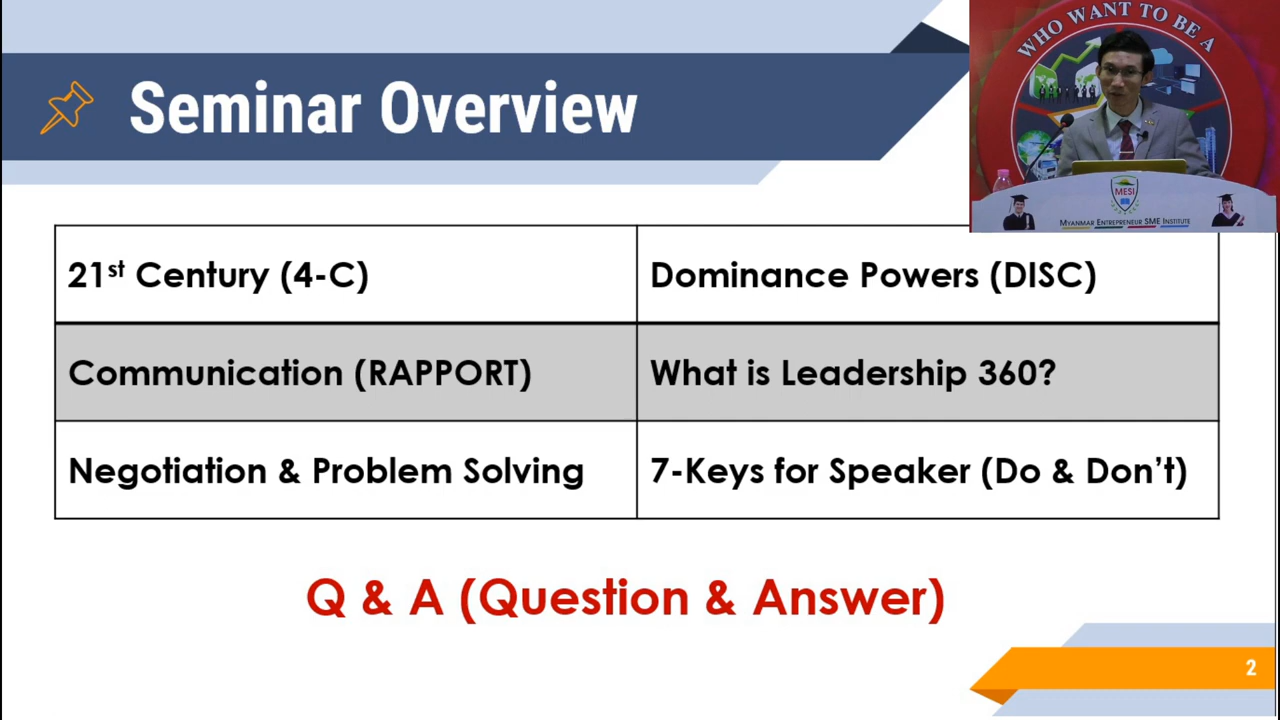 Seminar Overview
WHO WANT TO BE A
MESI
MYANMAR ENTREPRENEUR SME INSTITUTE
21st Century (4-C)
Dominance Powers (DISC)
Communication (RAPPORT)
What is Leadership 360?
Negotiation & Problem Solving
7-Keys for Speaker (Do & Don't)
Q & A (Question & Answer)
2